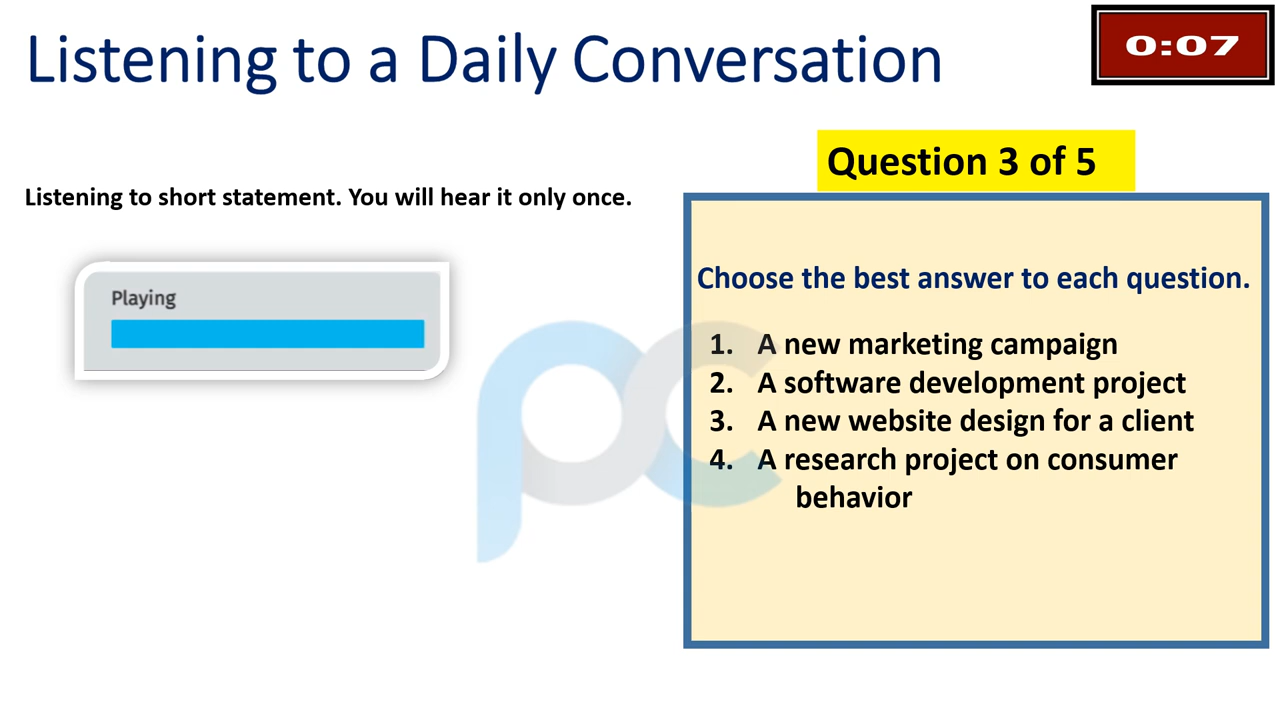 Listening to a Daily Conversation
0:07
Listening to short statement. You will hear it only once.
Playing
Question 3 of 5
Choose the best answer to each question.
1. A new marketing campaign
2. A software development project
3. A new website design for a client
4. A research project on consumer
behavior
pc